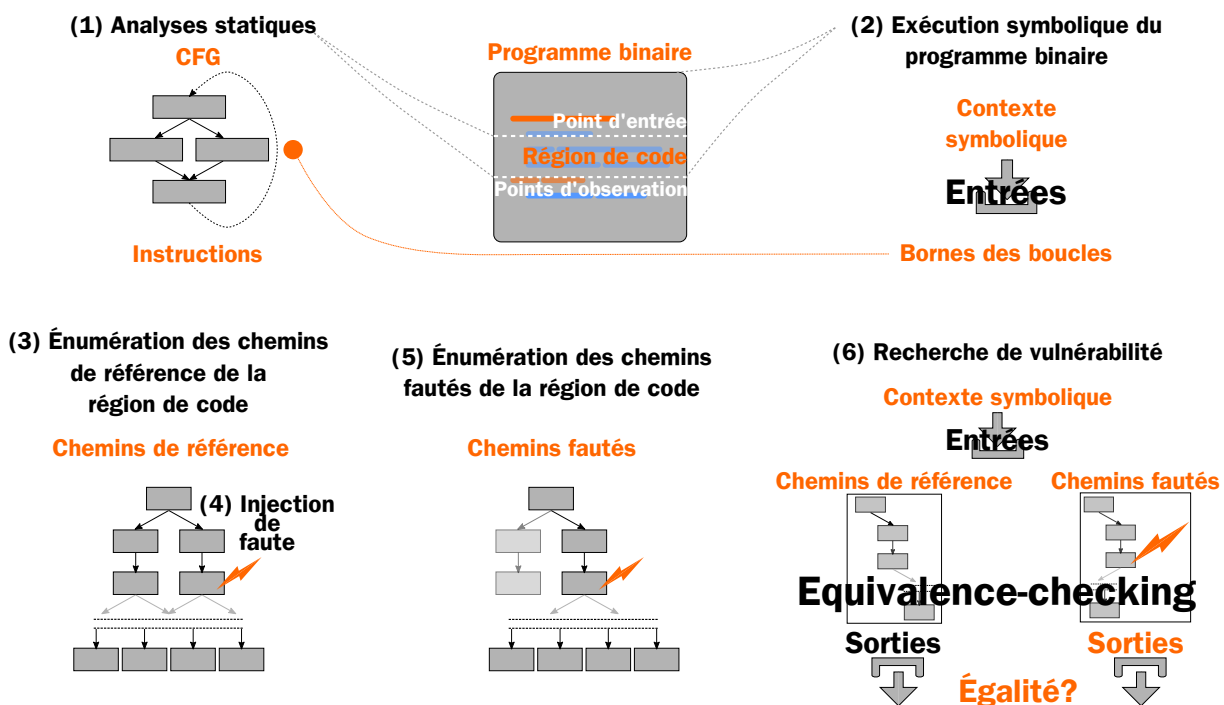 (1) Analyses statiques
CFG
Instructions
Programme binaire
Point d'entrée
Région de code
Points d'observation
(2) Exécution symbolique du
programme binaire
Contexte
symbolique
Entrées
Bornes des boucles
(3) Énumération des chemins
de référence de la
région de code
Chemins de référence
(4) Injection
de
faute
(5) Énumération des chemins
fautés de la région de code
Chemins fautés
(6) Recherche de vulnérabilité
Contexte symbolique
Entrées
Chemins de référence
Chemins fautés
Equivalence-checking
Sorties
Sorties
Égalité?